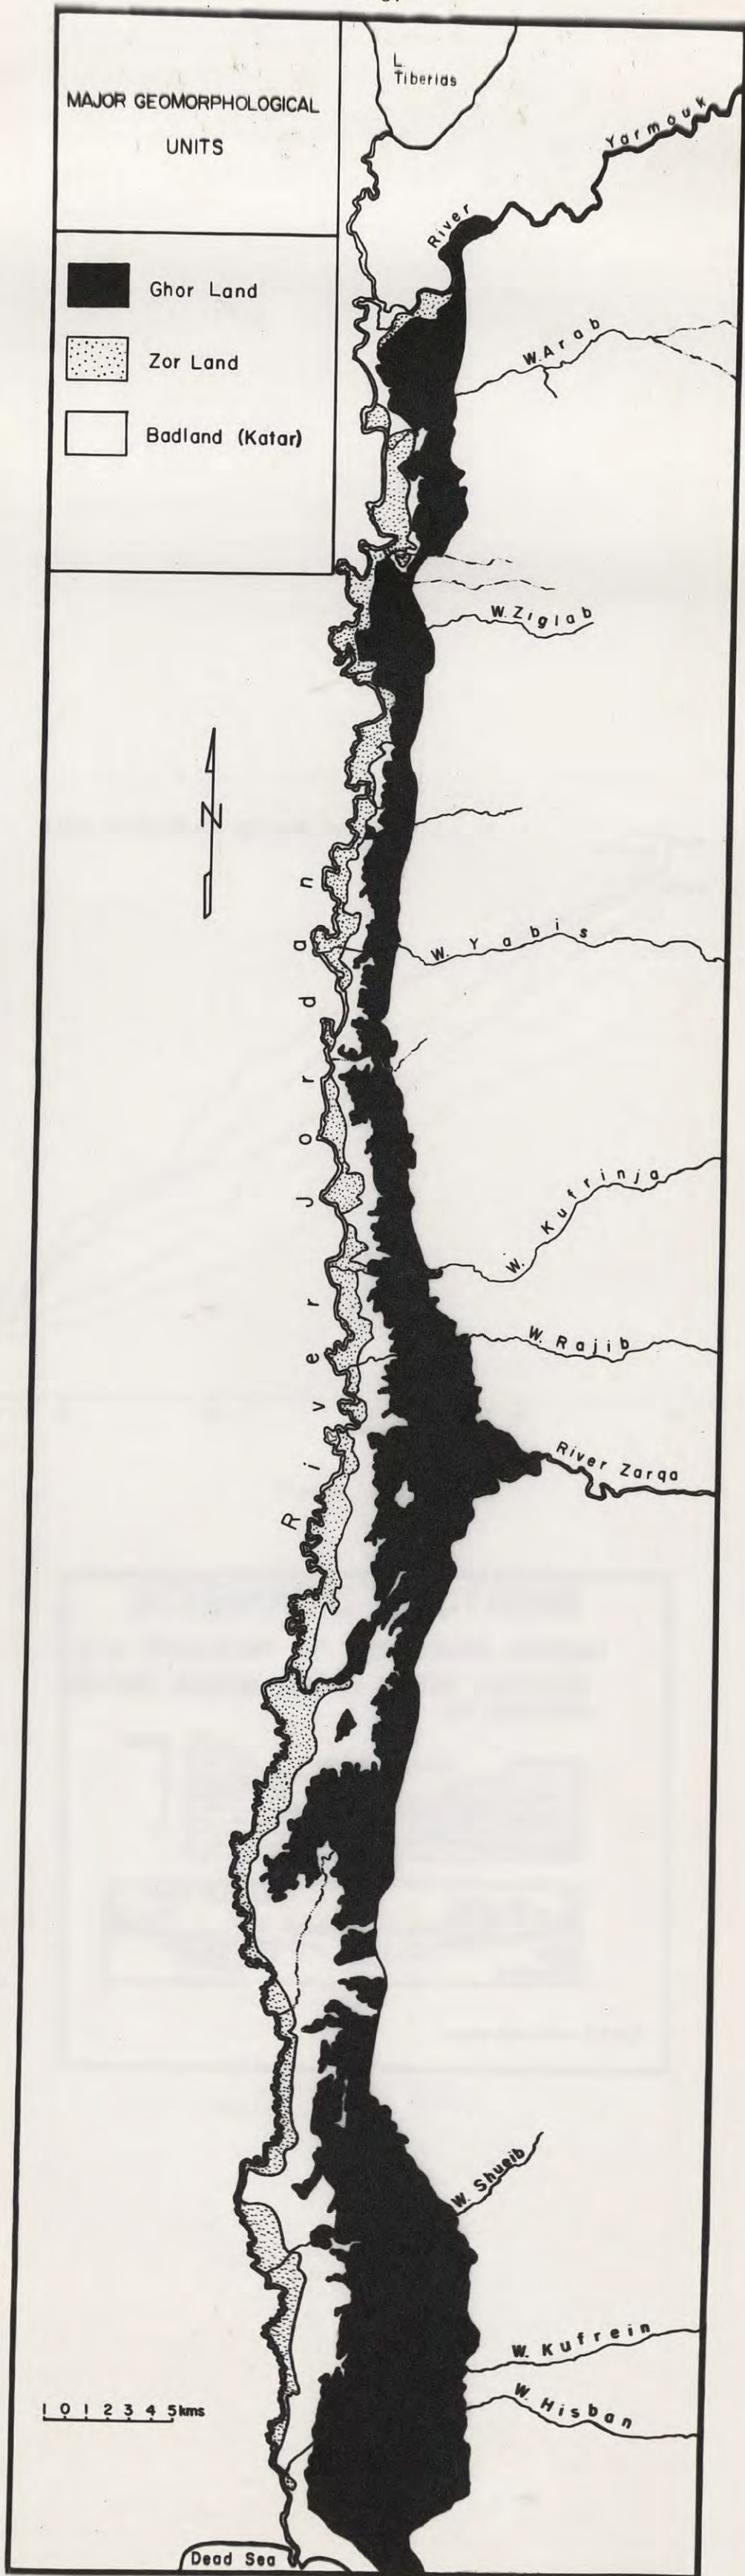 MAJOR GEOMORPHOLOGICAL
UNITS
Ghor Land
Zor Land
Badland (Katar)
L.
Tiberias
Yarmouk
River
W. Arab
W. Ziglab
N
W. Yabis
River Jordan
W. Kufrinja
W. Rajib
River Zarqa
W. Shueib
W. Kufrein
W. Hisban
1 0 1 2 3 4 5 kms
Dead Sea